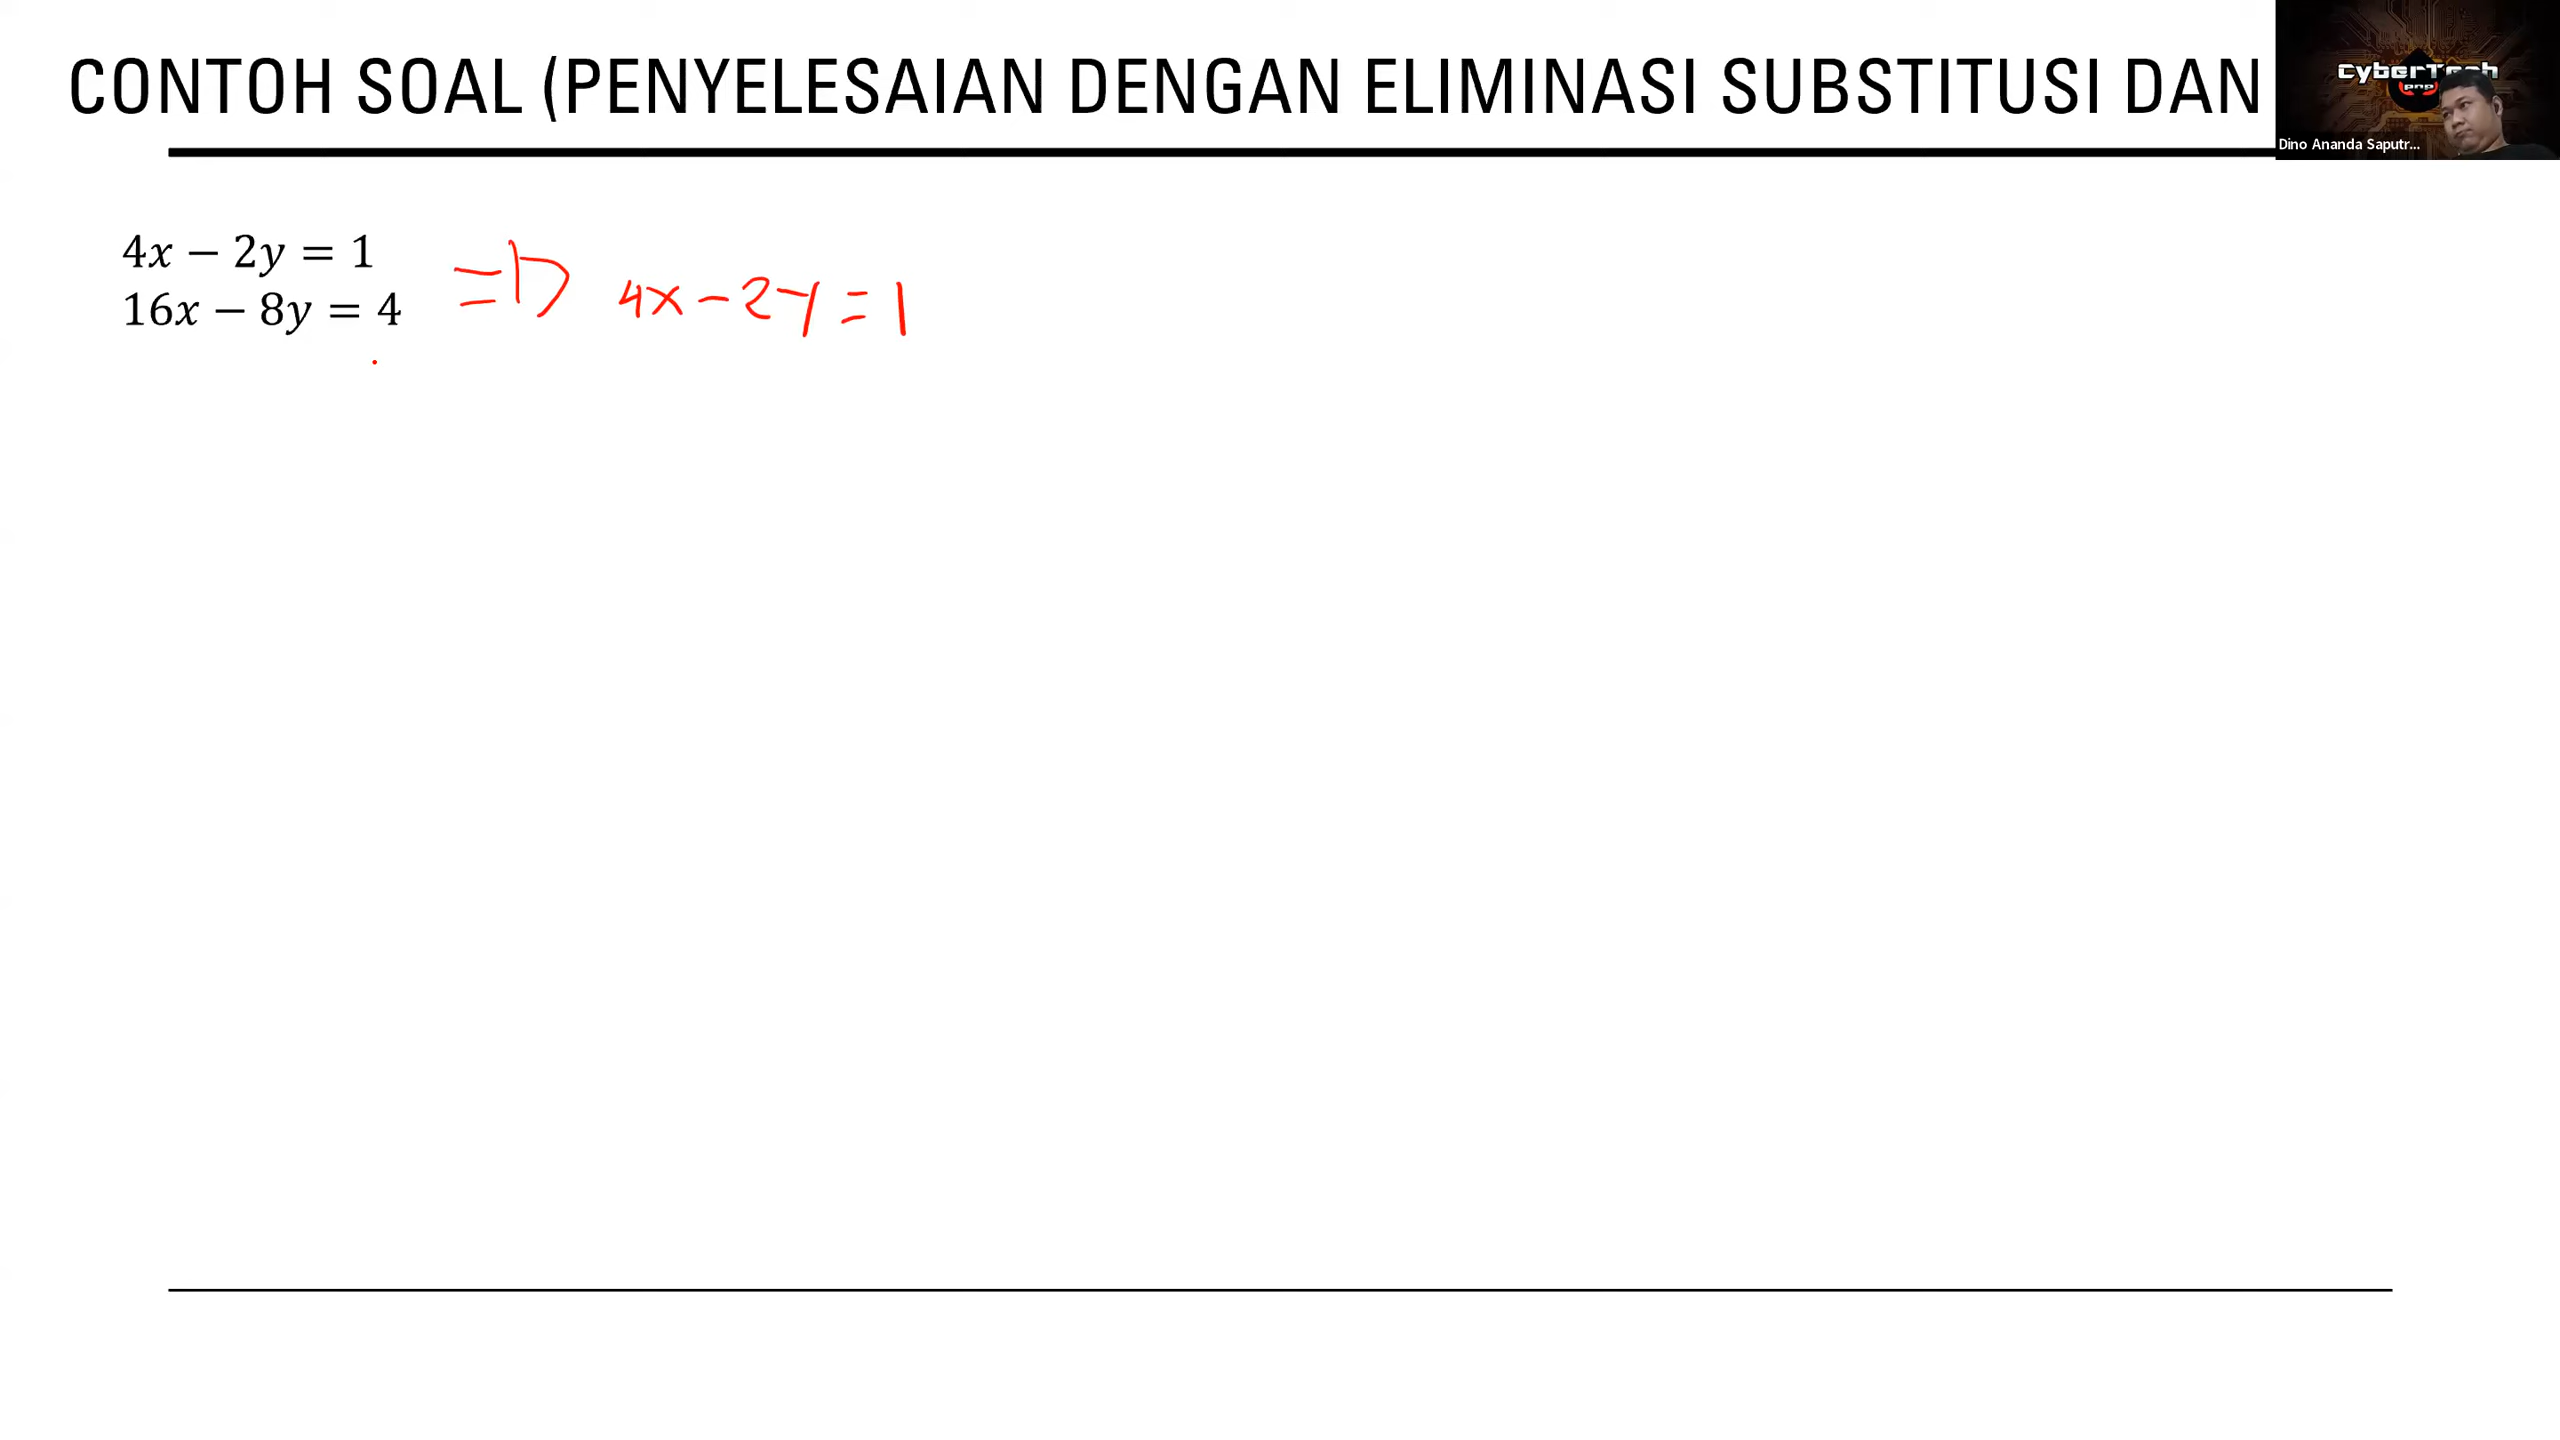 CONTOH SOAL (PENYELESAIAN DENGAN ELIMINASI SUBSTITUSI DAN
CyberTech
pnp
Dino Ananda Saputr...
4x − 2y = 1
16x − 8y = 4
=> 4x − 2y = 1